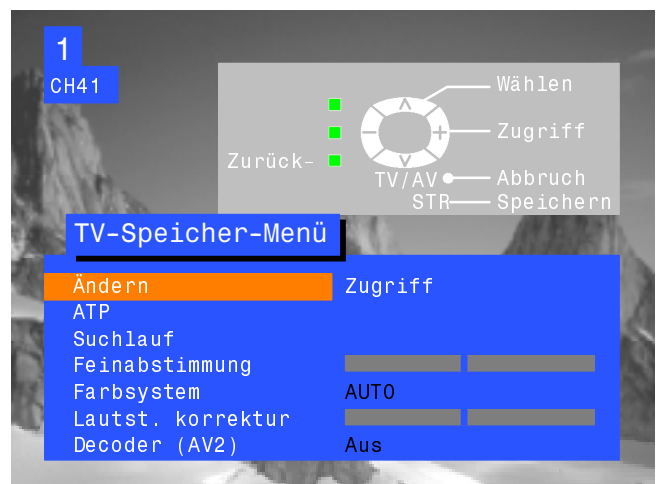 1
CH41
Wählen
Zugriff
Zurück-
TV/AV Abbruch
STR Speichern
TV-Speicher-Menü
Ändern Zugriff
ATP
Suchlauf
Feinabstimmung
Farbsystem AUTO
Lautst. korrektur
Decoder (AV2) Aus